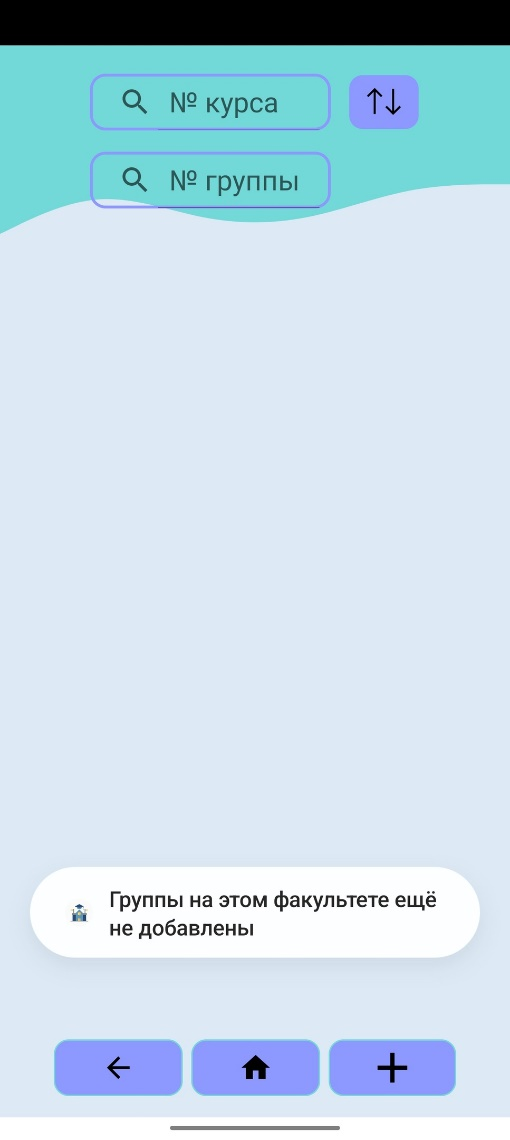 № курса
№ группы
Группы на этом факультете ещё
не добавлены